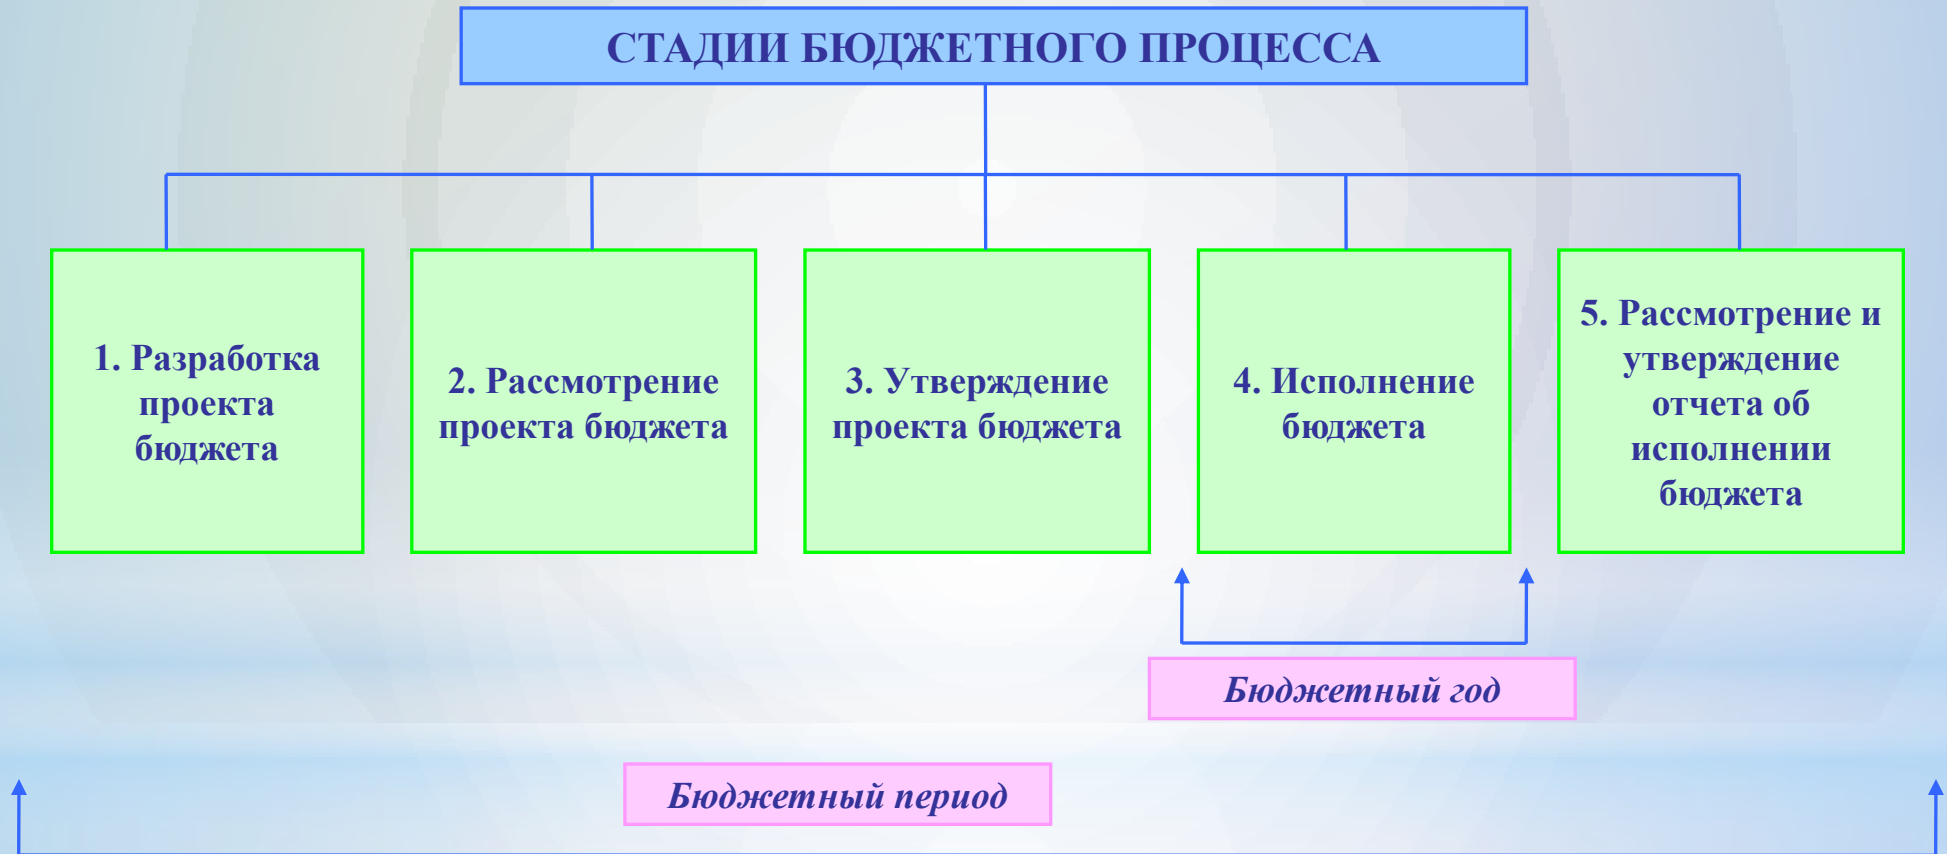 СТАДИИ БЮДЖЕТНОГО ПРОЦЕССА
1. Разработка
проекта
бюджета
2. Рассмотрение
проекта бюджета
3. Утверждение
проекта бюджета
4. Исполнение
бюджета
5. Рассмотрение и
утверждение
отчета об
исполнении
бюджета
Бюджетный год
Бюджетный период